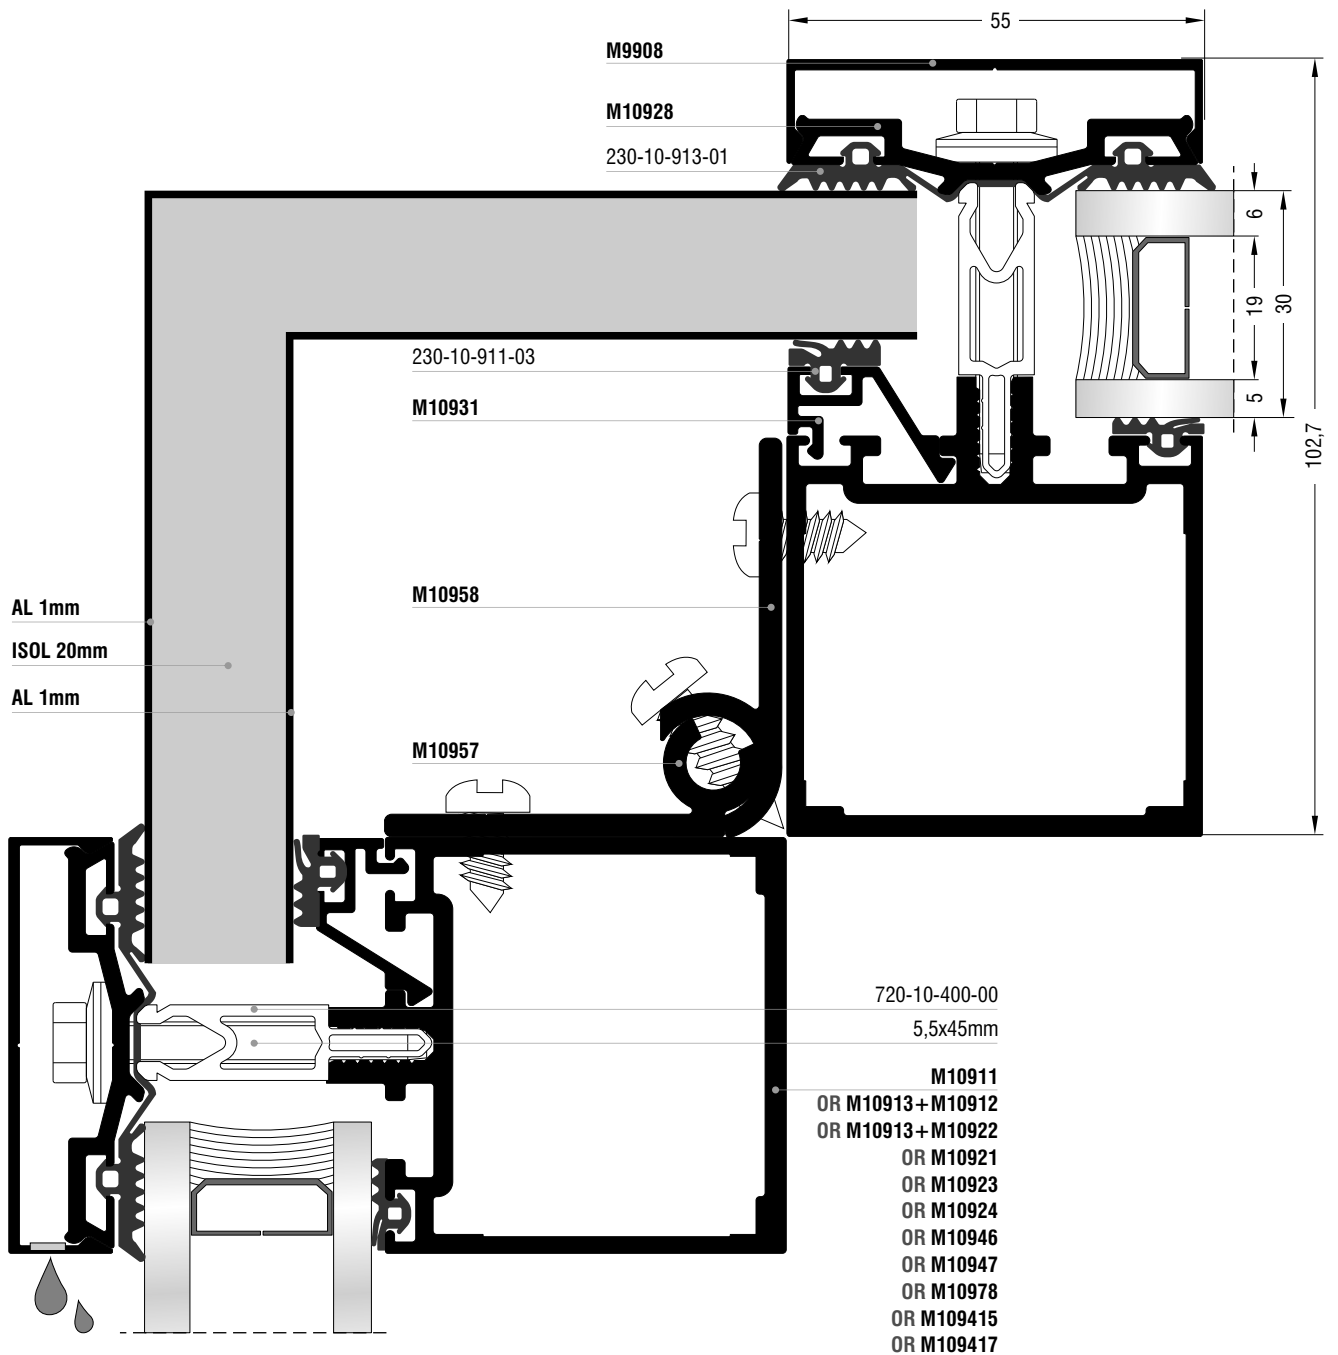 55
M9908
M10928
230-10-913-01
6
19
30
5
102,7
230-10-911-03
M10931
M10958
AL 1mm
ISOL 20mm
AL 1mm
M10957
720-10-400-00
5,5x45mm
M10911
OR M10913+M10912
OR M10913+M10922
OR M10921
OR M10923
OR M10924
OR M10946
OR M10947
OR M10978
OR M109415
OR M109417